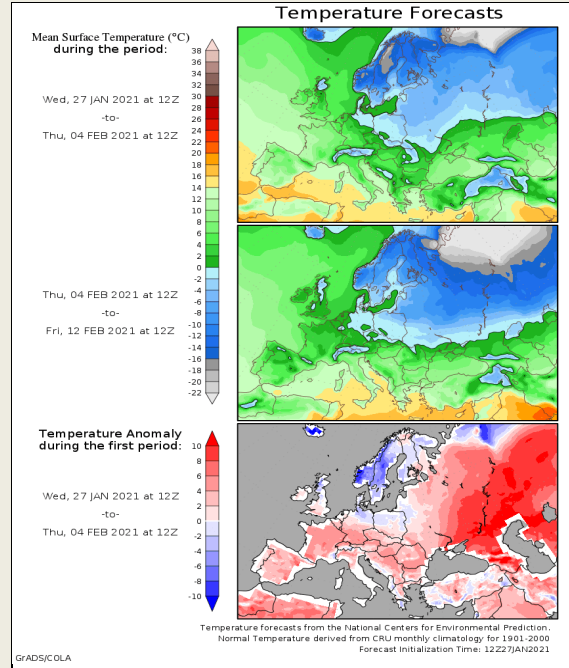 Temperature Forecasts
Mean Surface Temperature (°C)
during the period:
38
36
34
32
30
28
26
24
22
20
18
16
14
12
10
8
6
4
2
0
-2
-4
-6
-8
-10
-12
-14
-16
-18
-20
-22
Wed, 27 JAN 2021 at 12Z
-to-
Thu, 04 FEB 2021 at 12Z
Thu, 04 FEB 2021 at 12Z
-to-
Fri, 12 FEB 2021 at 12Z
Temperature Anomaly
during the first period:
10
8
6
4
2
0
-2
-4
-6
-8
-10
Wed, 27 JAN 2021 at 12Z
-to-
Thu, 04 FEB 2021 at 12Z
Temperature forecasts from the National Centers for Environmental Prediction.
Normal Temperature derived from CRU monthly climatology for 1901-2000
Forecast Initialization Time: 12Z27JAN2021
GrADS/COLA